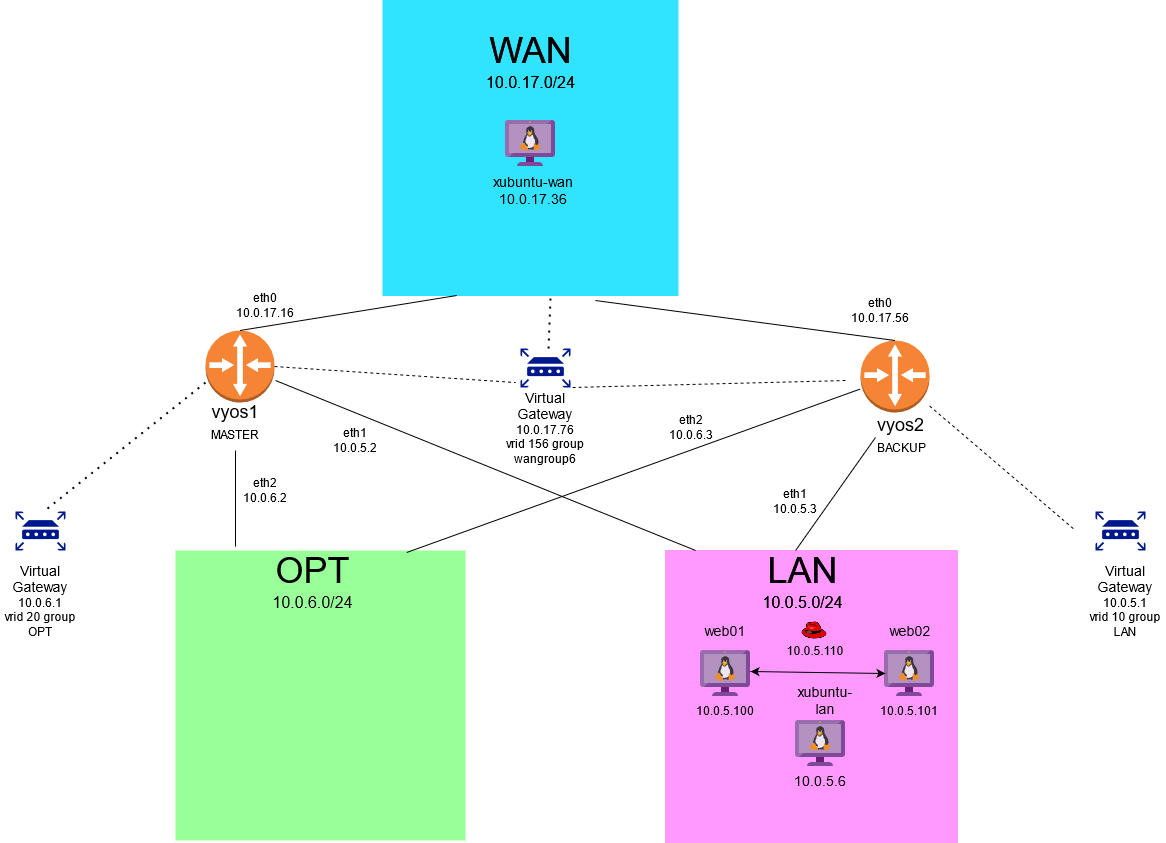 WAN
10.0.17.0/24
xubuntu-wan
10.0.17.36
eth0
10.0.17.16
eth0
10.0.17.56
vyos1
MASTER
Virtual
Gateway
10.0.17.76
vrid 156 group
wangroup6
vyos2
BACKUP
eth1
10.0.5.2
eth2
10.0.6.3
eth2
10.0.6.2
eth1
10.0.5.3
Virtual
Gateway
10.0.6.1
vrid 20 group
OPT
OPT
10.0.6.0/24
LAN
10.0.5.0/24
web01
web02
10.0.5.110
xubuntu-
lan
10.0.5.100
10.0.5.101
10.0.5.6
Virtual
Gateway
10.0.5.1
vrid 10 group
LAN